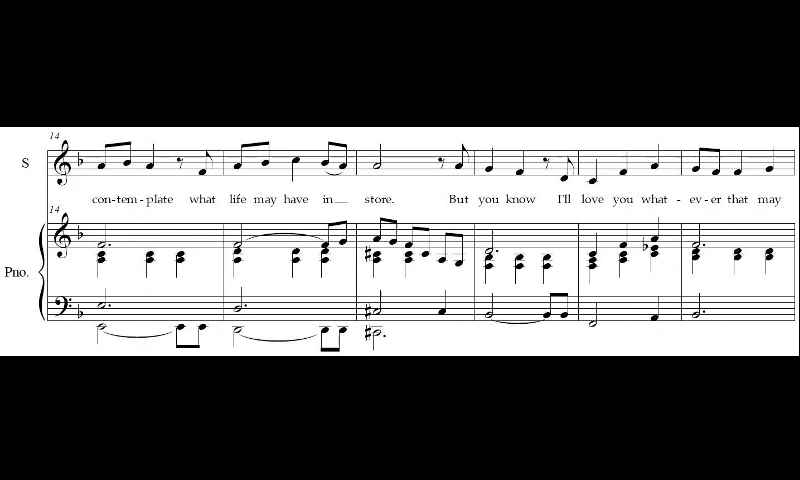 14
S
con-tem-plate what life may have in store. But you know I'll love you what-ev-er that may
14
Pno.